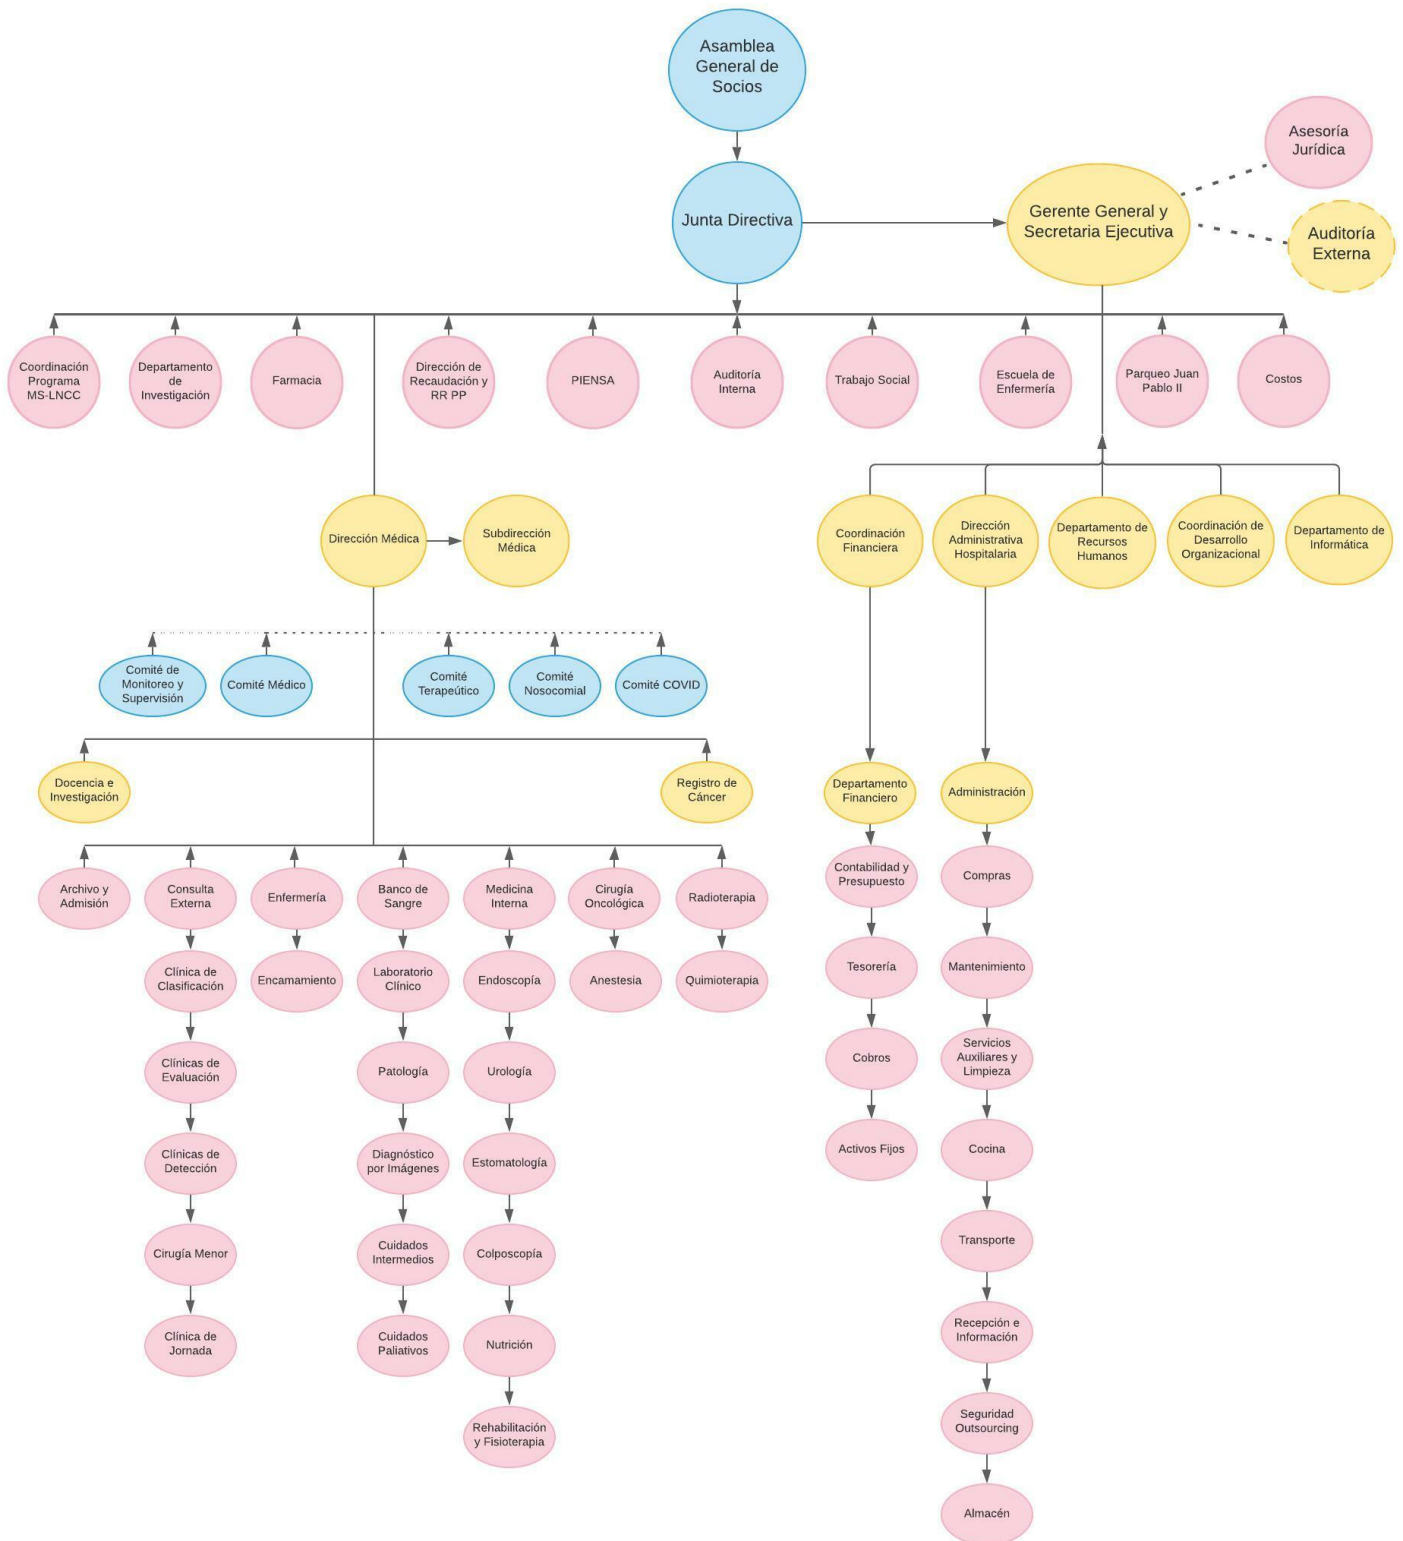 Asamblea
General de
Socios
Asesoría
Jurídica
Junta Directiva
Gerente General y
Secretaria Ejecutiva
Auditoría
Externa
Coordinación
Programa
MS-LNCC
Departamento
de
Investigación
Farmacia
Dirección de
Recaudación y
RR PP
PIENSA
Auditoría
Interna
Trabajo Social
Escuela de
Enfermería
Parqueo Juan
Pablo II
Costos
Dirección Médica
Subdirección
Médica
Coordinación
Financiera
Dirección
Administrativa
Hospitalaria
Departamento de
Recursos
Humanos
Coordinación de
Desarrollo
Organizacional
Departamento de
Informática
Comité de
Monitoreo y
Supervisión
Comité Médico
Comité
Terapeútico
Comité
Nosocomial
Comité COVID
Docencia e
Investigación
Registro de
Cáncer
Departamento
Financiero
Administración
Archivo y
Admisión
Consulta
Externa
Enfermería
Banco de
Sangre
Medicina
Interna
Cirugía
Oncológica
Radioterapia
Contabilidad y
Presupuesto
Compras
Clínica de
Clasificación
Encamamiento
Laboratorio
Clínico
Endoscopía
Anestesia
Quimioterapia
Tesorería
Mantenimiento
Clínicas de
Evaluación
Patología
Urología
Cobros
Servicios
Auxiliares y
Limpieza
Clínicas de
Detección
Diagnóstico
por Imágenes
Estomatología
Activos Fijos
Cocina
Cirugía Menor
Cuidados
Intermedios
Colposcopía
Transporte
Clínica de
Jornada
Cuidados
Paliativos
Nutrición
Recepción e
Información
Rehabilitación
y Fisioterapia
Seguridad
Outsourcing
Almacén